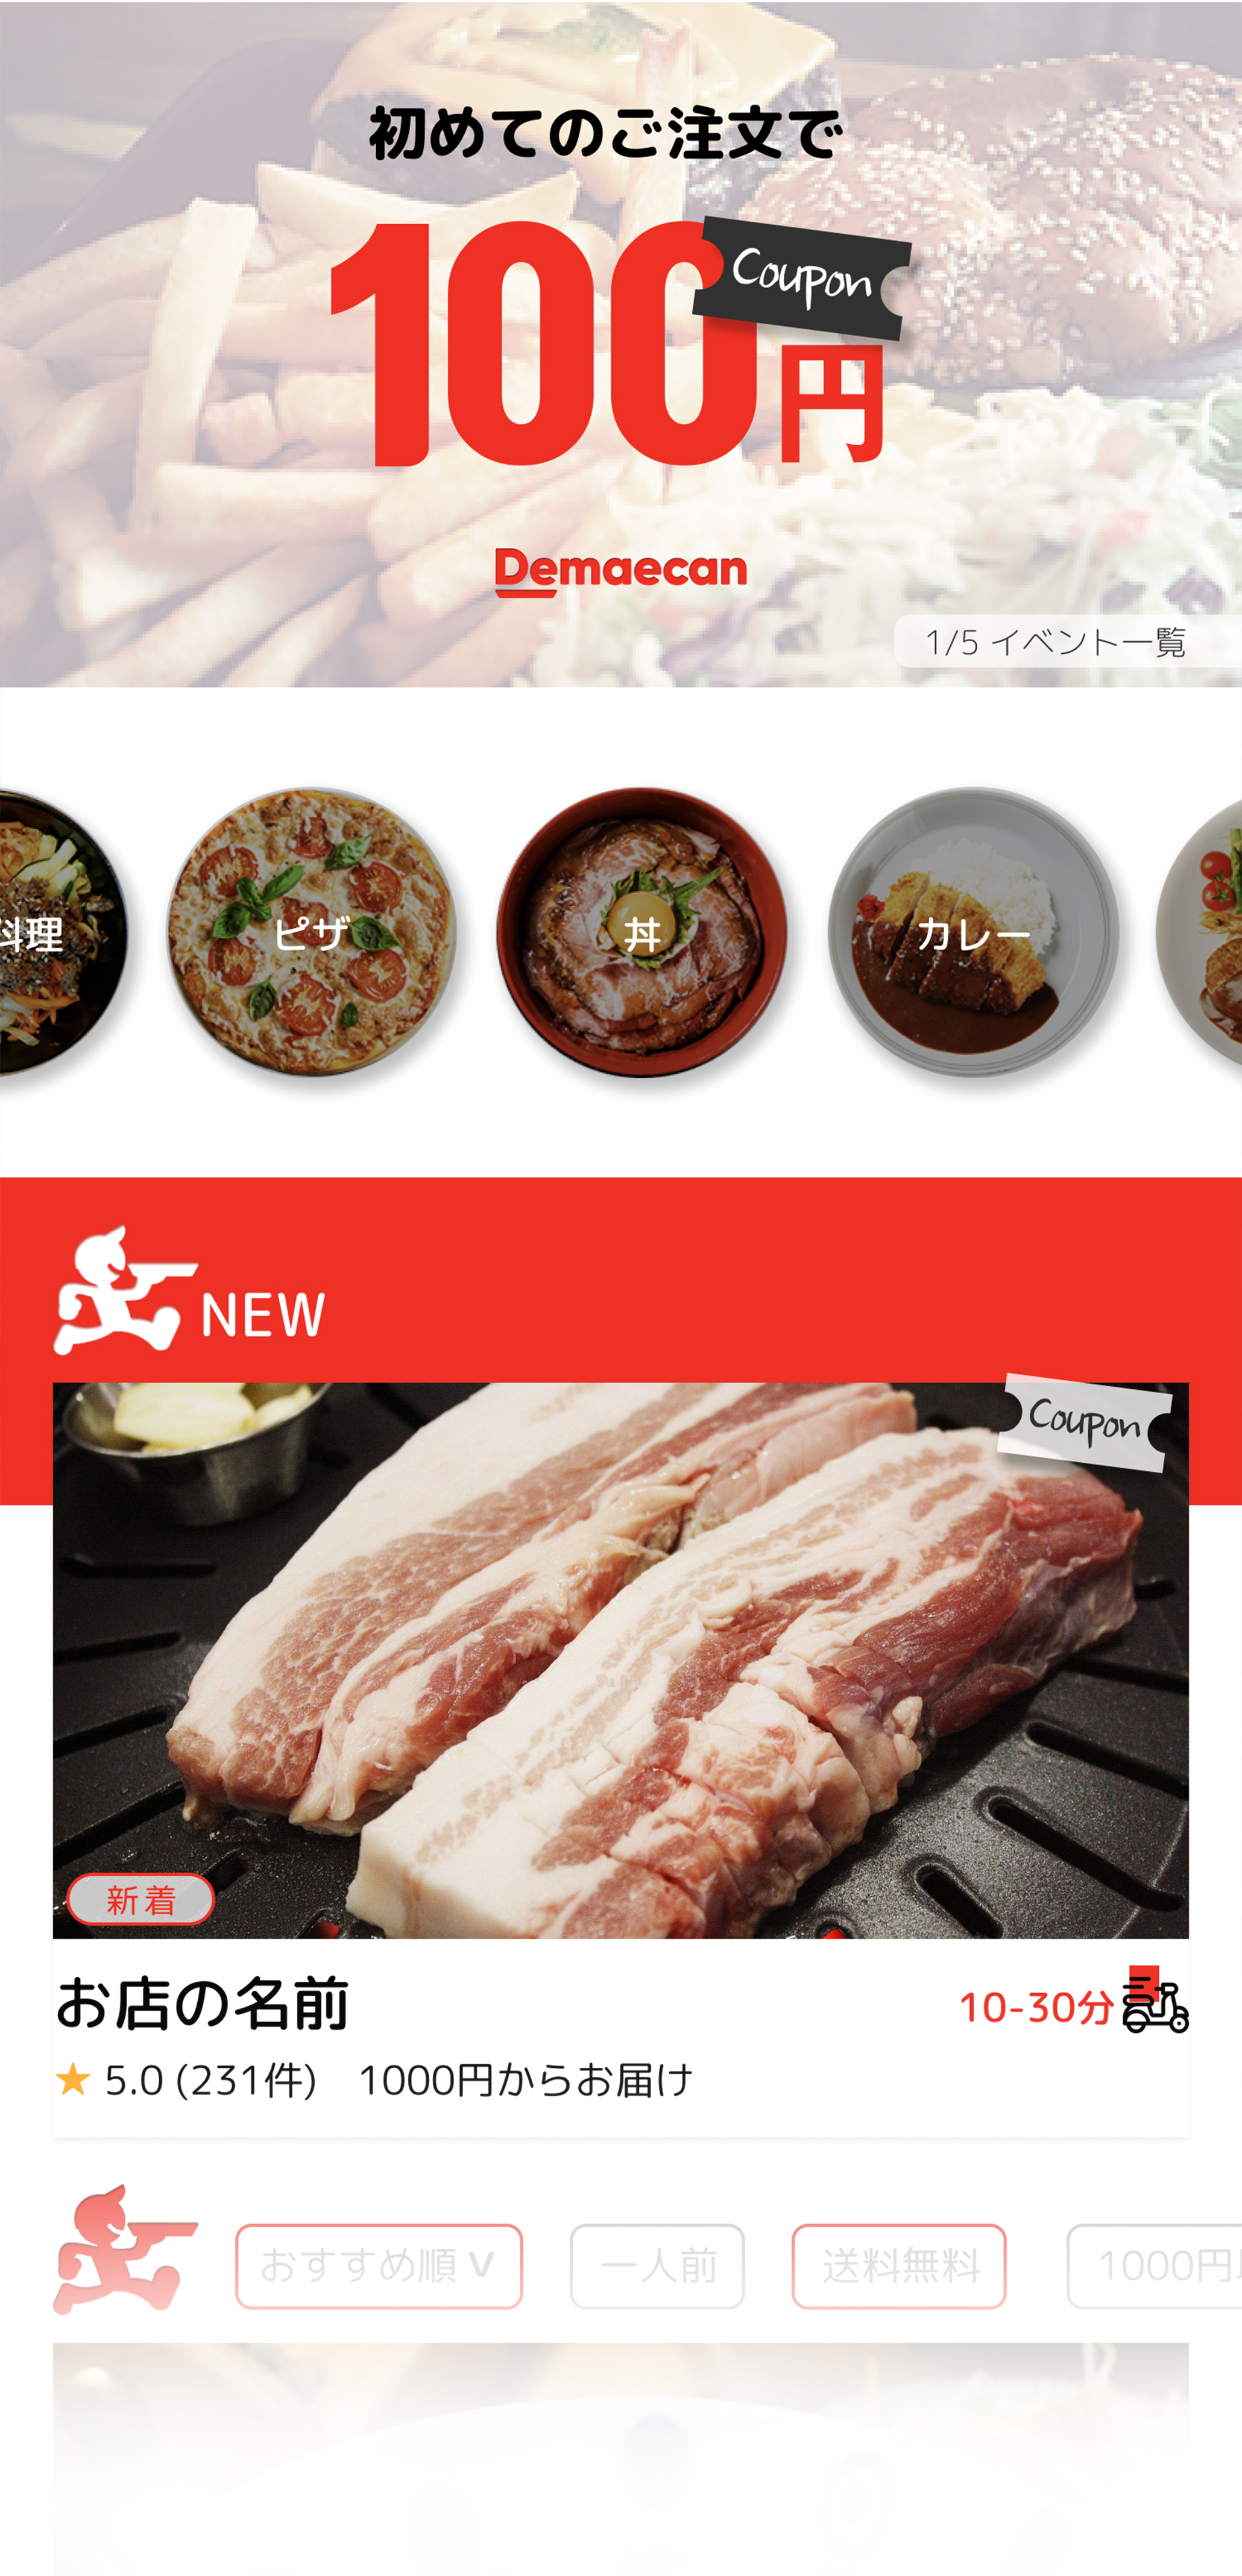 初めてのご注文で
100円
Coupon
Demaecan
1/5 イベント一覧
料理
ピザ
丼
カレー
NEW
Coupon
新着
お店の名前
10-30分
★ 5.0 (231件) 1000円からお届け
おすすめ順 V
一人前
送料無料
1000円